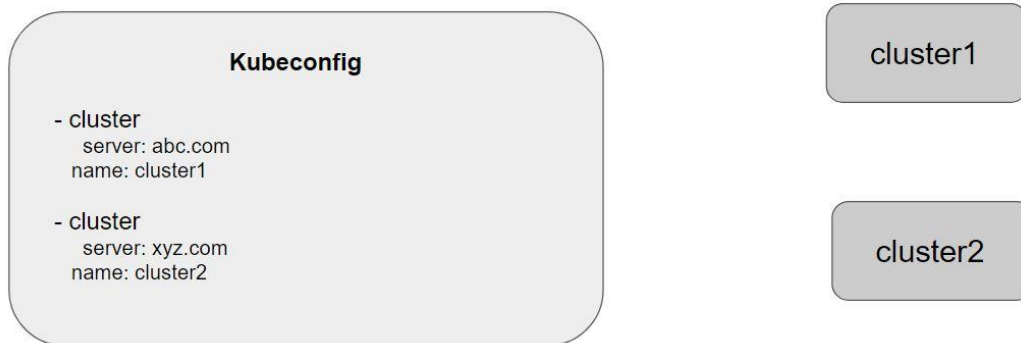 Kubeconfig
- cluster
server: abc.com
name: cluster1
- cluster
server: xyz.com
name: cluster2
cluster1
cluster2